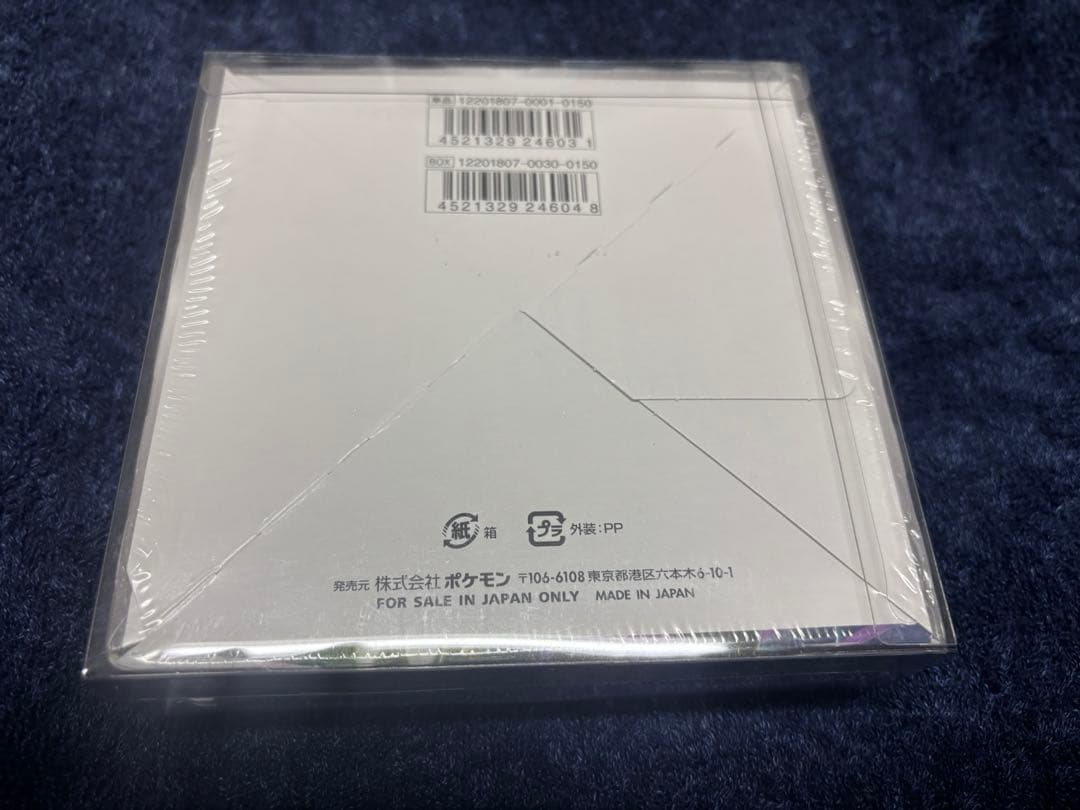 単品 12201807-0001-0150
4521329 24603 1
BOX 12201807-0030-0150
4521329 24604 8
紙 箱 プラ 外装:PP
発売元 株式会社ポケモン 〒106-6108 東京都港区六本木6-10-1
FOR SALE IN JAPAN ONLY MADE IN JAPAN